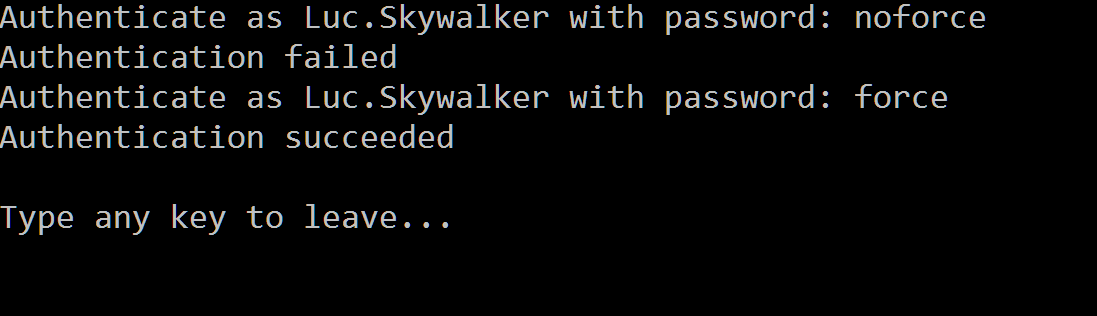 Authenticate as Luc.Skywalker with password: noforce
Authentication failed
Authenticate as Luc.Skywalker with password: force
Authentication succeeded
Type any key to leave...